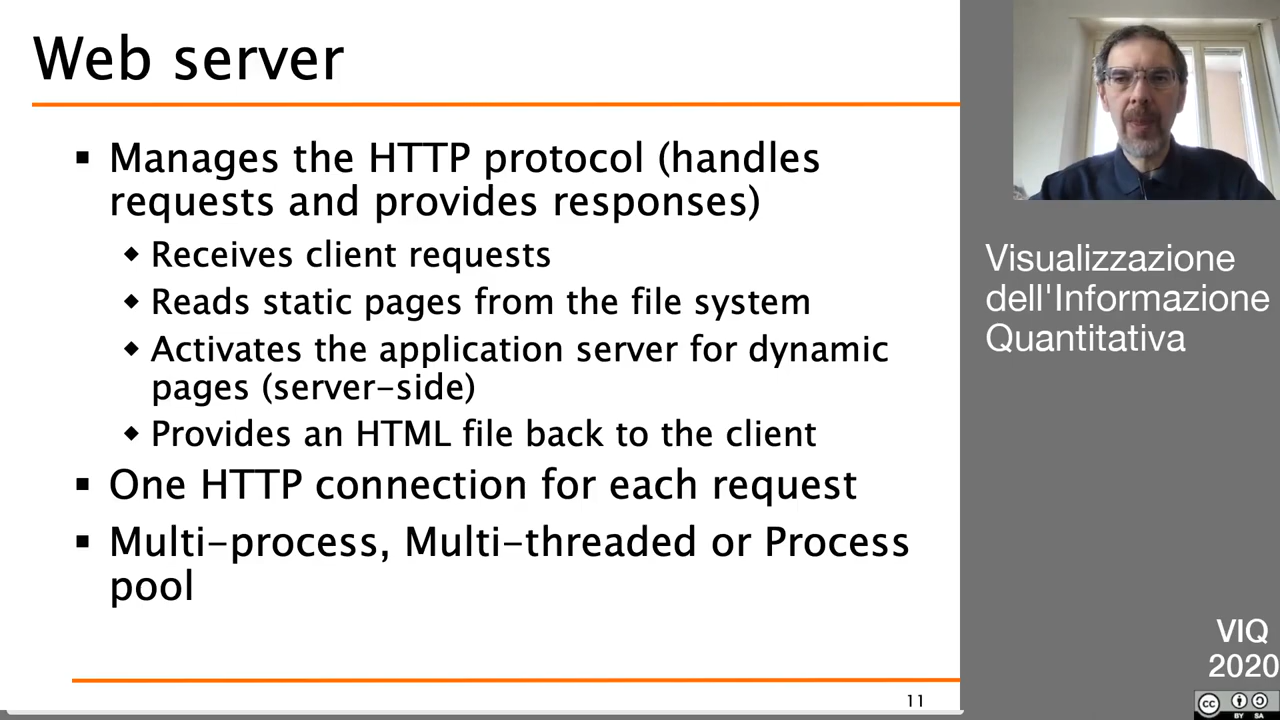 Web server
▪ Manages the HTTP protocol (handles
requests and provides responses)
◆ Receives client requests
◆ Reads static pages from the file system
◆ Activates the application server for dynamic
pages (server-side)
◆ Provides an HTML file back to the client
▪ One HTTP connection for each request
▪ Multi-process, Multi-threaded or Process
pool
11
Visualizzazione
dell'Informazione
Quantitativa
VIQ
2020
cc
BY SA